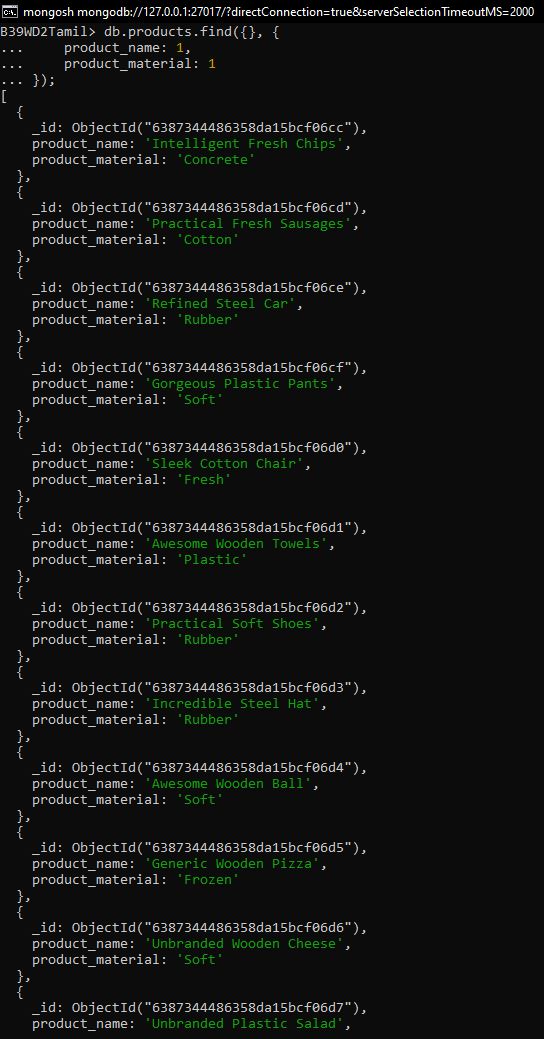 mongosh mongodb://127.0.0.1:27017/?directConnection=true&serverSelectionTimeoutMS=2000
B39WD2Tamil> db.products.find({}, {
...     product_name: 1,
...     product_material: 1
... });
[
  {
    _id: ObjectId("6387344486358da15bcf06cc"),
    product_name: 'Intelligent Fresh Chips',
    product_material: 'Concrete'
  },
  {
    _id: ObjectId("6387344486358da15bcf06cd"),
    product_name: 'Practical Fresh Sausages',
    product_material: 'Cotton'
  },
  {
    _id: ObjectId("6387344486358da15bcf06ce"),
    product_name: 'Refined Steel Car',
    product_material: 'Rubber'
  },
  {
    _id: ObjectId("6387344486358da15bcf06cf"),
    product_name: 'Gorgeous Plastic Pants',
    product_material: 'Soft'
  },
  {
    _id: ObjectId("6387344486358da15bcf06d0"),
    product_name: 'Sleek Cotton Chair',
    product_material: 'Fresh'
  },
  {
    _id: ObjectId("6387344486358da15bcf06d1"),
    product_name: 'Awesome Wooden Towels',
    product_material: 'Plastic'
  },
  {
    _id: ObjectId("6387344486358da15bcf06d2"),
    product_name: 'Practical Soft Shoes',
    product_material: 'Rubber'
  },
  {
    _id: ObjectId("6387344486358da15bcf06d3"),
    product_name: 'Incredible Steel Hat',
    product_material: 'Rubber'
  },
  {
    _id: ObjectId("6387344486358da15bcf06d4"),
    product_name: 'Awesome Wooden Ball',
    product_material: 'Soft'
  },
  {
    _id: ObjectId("6387344486358da15bcf06d5"),
    product_name: 'Generic Wooden Pizza',
    product_material: 'Frozen'
  },
  {
    _id: ObjectId("6387344486358da15bcf06d6"),
    product_name: 'Unbranded Wooden Cheese',
    product_material: 'Soft'
  },
  {
    _id: ObjectId("6387344486358da15bcf06d7"),
    product_name: 'Unbranded Plastic Salad',